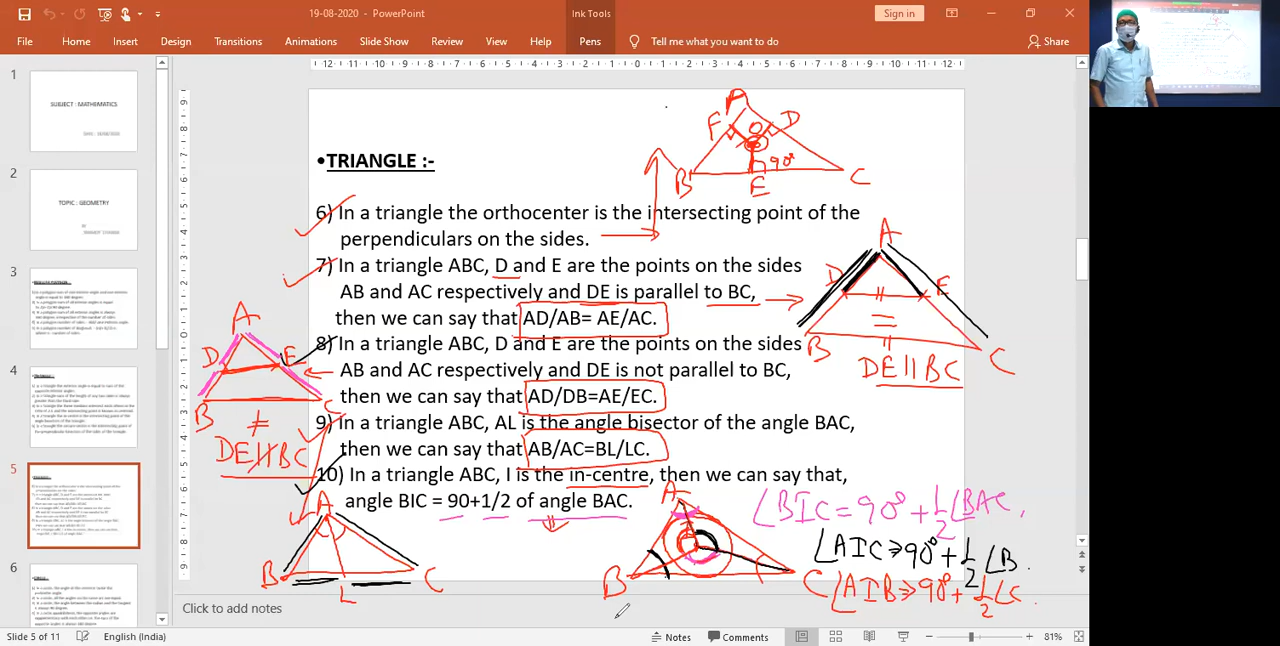 19-08-2020 - PowerPoint
Ink Tools
Sign in
File Home Insert Design Transitions Animations Slide Show Review View Help Pens Tell me what you want to do Share
1
SUBJECT : MATHEMATICS
2
TOPIC : GEOMETRY
3
4
5
6
•TRIANGLE :-
6) In a triangle the orthocenter is the intersecting point of the
perpendiculars on the sides.
7) In a triangle ABC, D and E are the points on the sides
AB and AC respectively and DE is parallel to BC,
then we can say that AD/AB= AE/AC.
8) In a triangle ABC, D and E are the points on the sides
AB and AC respectively and DE is not parallel to BC,
then we can say that AD/DB=AE/EC.
9) In a triangle ABC, AL is the angle bisector of the angle BAC,
then we can say that AB/AC=BL/LC.
10) In a triangle ABC, I is the in-centre, then we can say that,
angle BIC = 90+1/2 of angle BAC.
A
F
O
D
90°
B
E
C
A
D
E
B
C
DE || BC
A
D
E
B
C
≠
DE ∦ BC
A
B
L
C
A
B
C
∠BIC = 90° + 1/2 ∠BAC,
∠AIC ⇒ 90° + 1/2 ∠B.
∠AIB ⇒ 90° + 1/2 ∠C.
Click to add notes
Slide 5 of 11 English (India) Notes Comments 81%